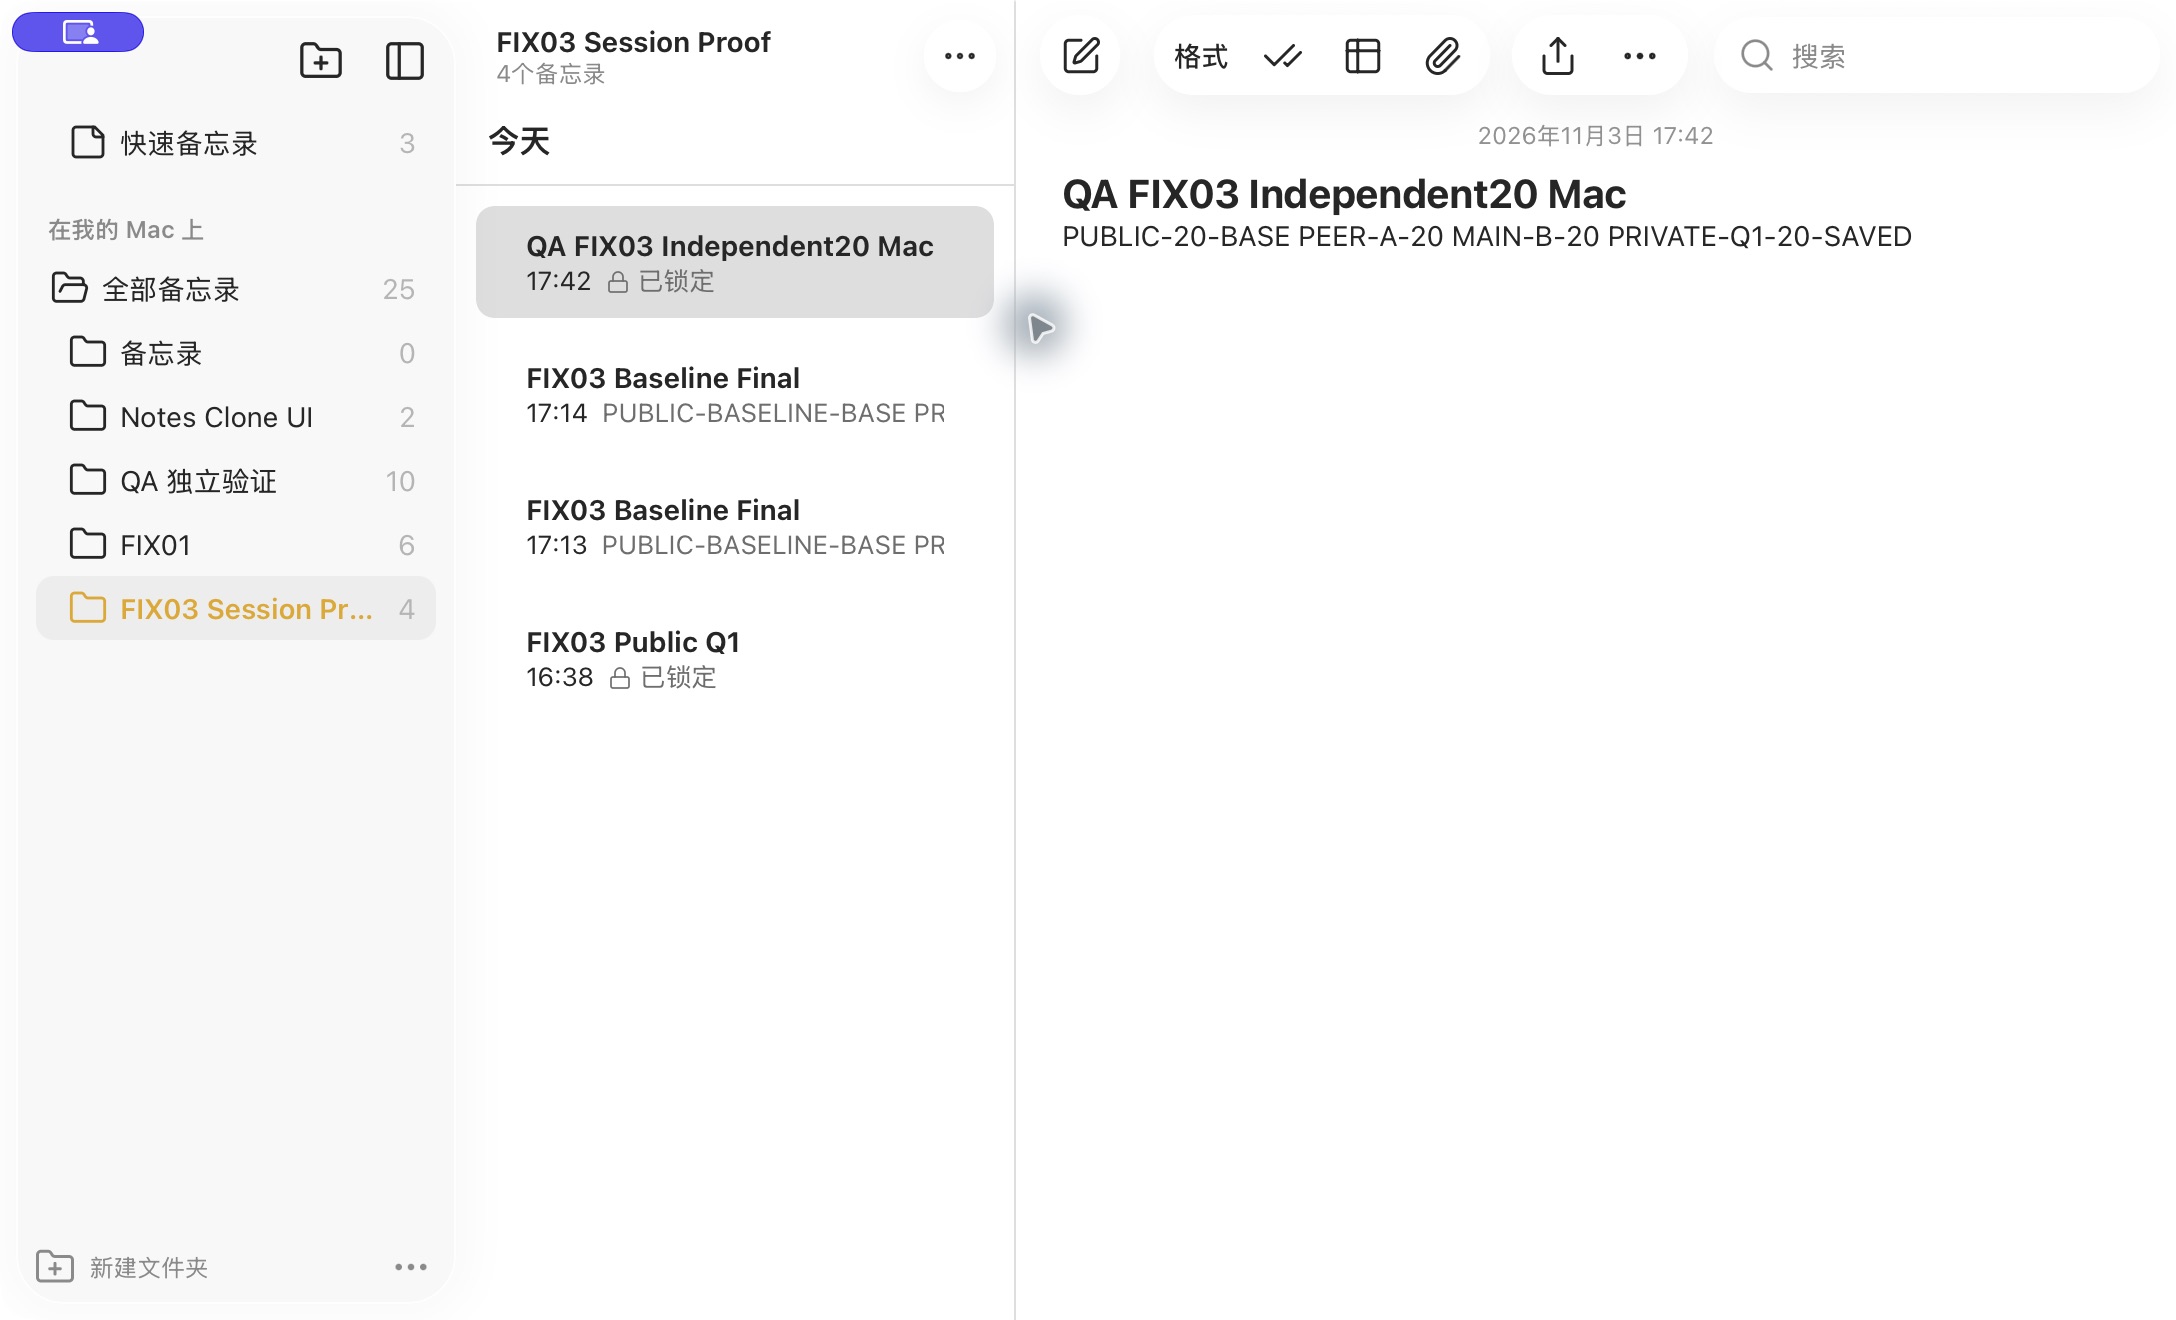 快速备忘录 3
在我的 Mac 上
全部备忘录 25
备忘录 0
Notes Clone UI 2
QA 独立验证 10
FIX01 6
FIX03 Session Pr... 4
新建文件夹
FIX03 Session Proof
4个备忘录
今天
QA FIX03 Independent20 Mac
17:42 已锁定
FIX03 Baseline Final
17:14 PUBLIC-BASELINE-BASE PR
FIX03 Baseline Final
17:13 PUBLIC-BASELINE-BASE PR
FIX03 Public Q1
16:38 已锁定
格式
搜索
2026年11月3日 17:42
QA FIX03 Independent20 Mac
PUBLIC-20-BASE PEER-A-20 MAIN-B-20 PRIVATE-Q1-20-SAVED